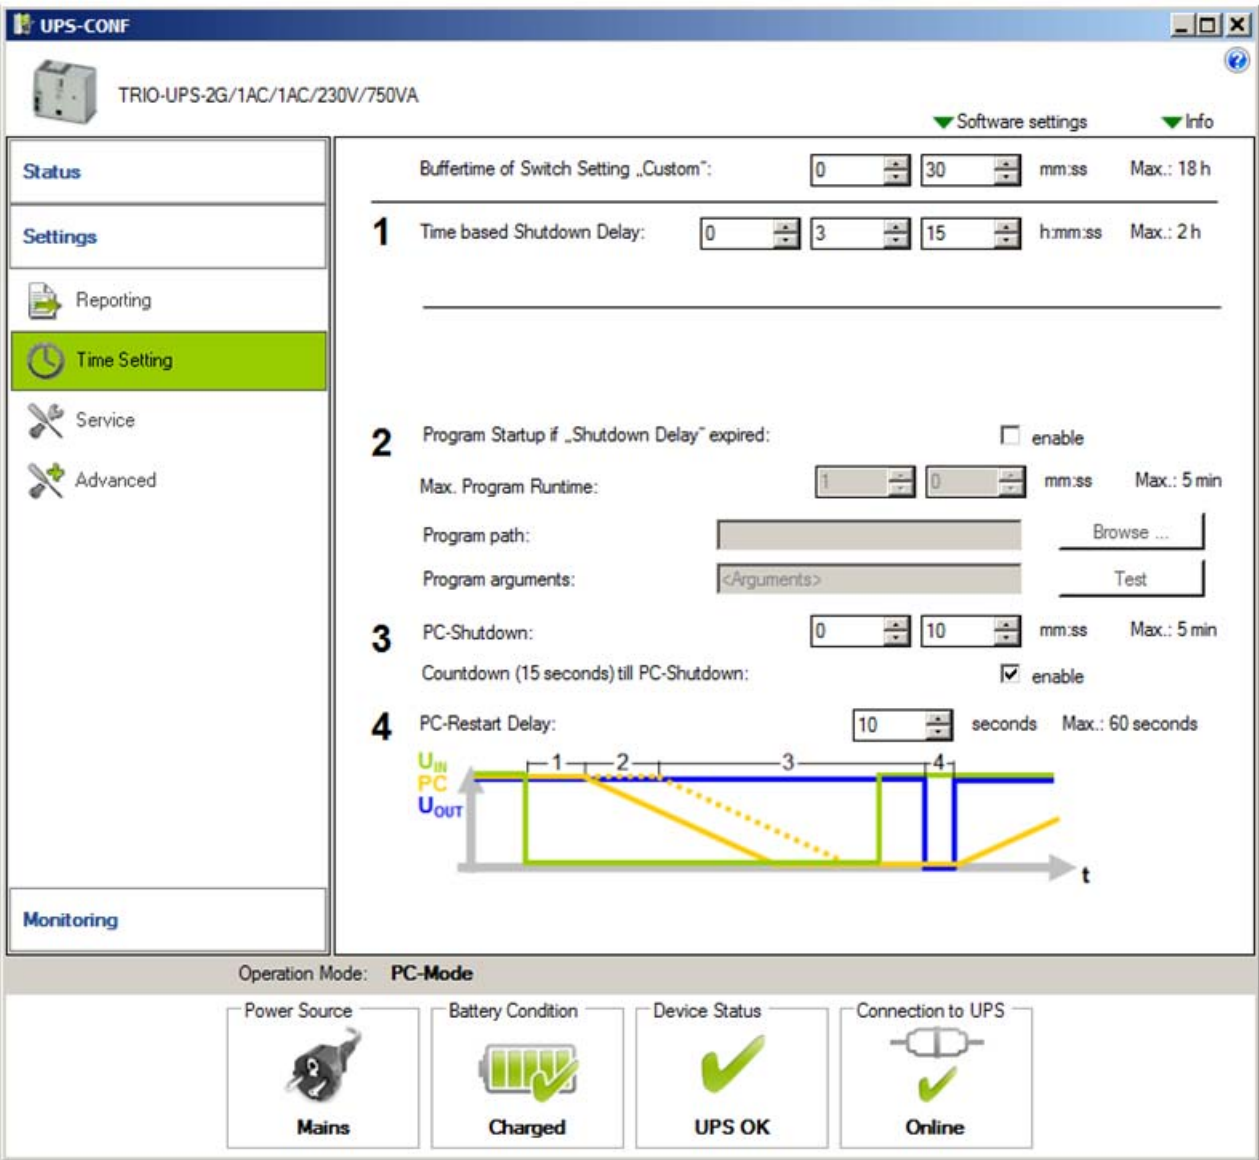 UPS-CONF
TRIO-UPS-2G/1AC/1AC/230V/750VA
Software settings Info
Status
Settings
Reporting
Time Setting
Service
Advanced
Monitoring
Buffertime of Switch Setting „Custom“: 0 30 mm:ss Max.: 18 h
1 Time based Shutdown Delay: 0 3 15 h:mm:ss Max.: 2 h
2 Program Startup if „Shutdown Delay“ expired: enable
Max. Program Runtime: 1 0 mm:ss Max.: 5 min
Program path: Browse ...
Program arguments: <Arguments> Test
3 PC-Shutdown: 0 10 mm:ss Max.: 5 min
Countdown (15 seconds) till PC-Shutdown: enable
4 PC-Restart Delay: 10 seconds Max.: 60 seconds
UIN 1 2 3 4
PC
UOUT
t
Operation Mode: PC-Mode
Power Source Battery Condition Device Status Connection to UPS
Mains Charged UPS OK Online